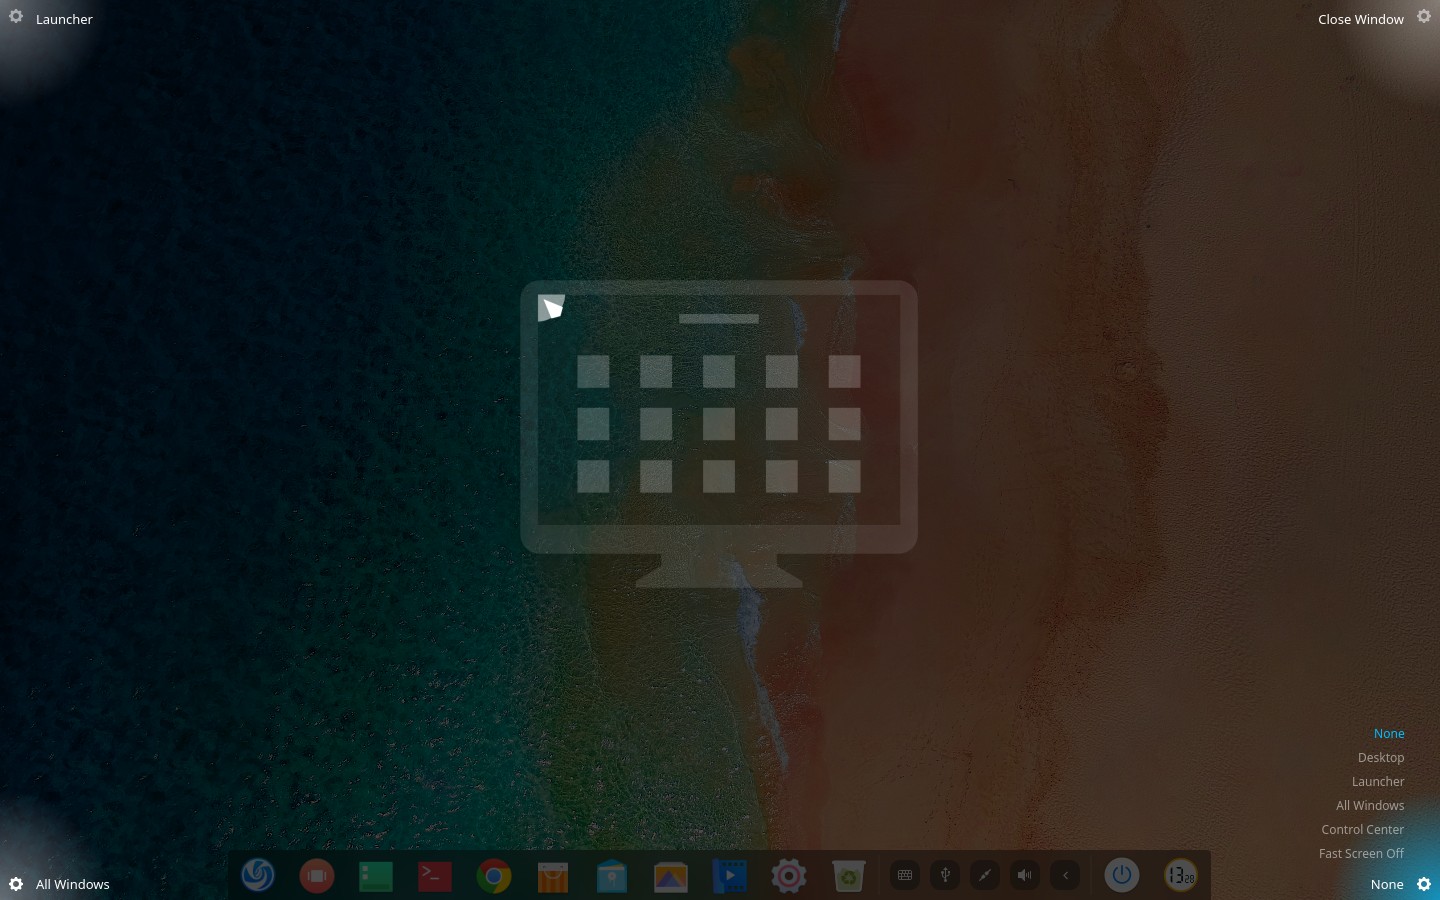 Launcher
Close Window
None
Desktop
Launcher
All Windows
Control Center
Fast Screen Off
All Windows
None
13 28